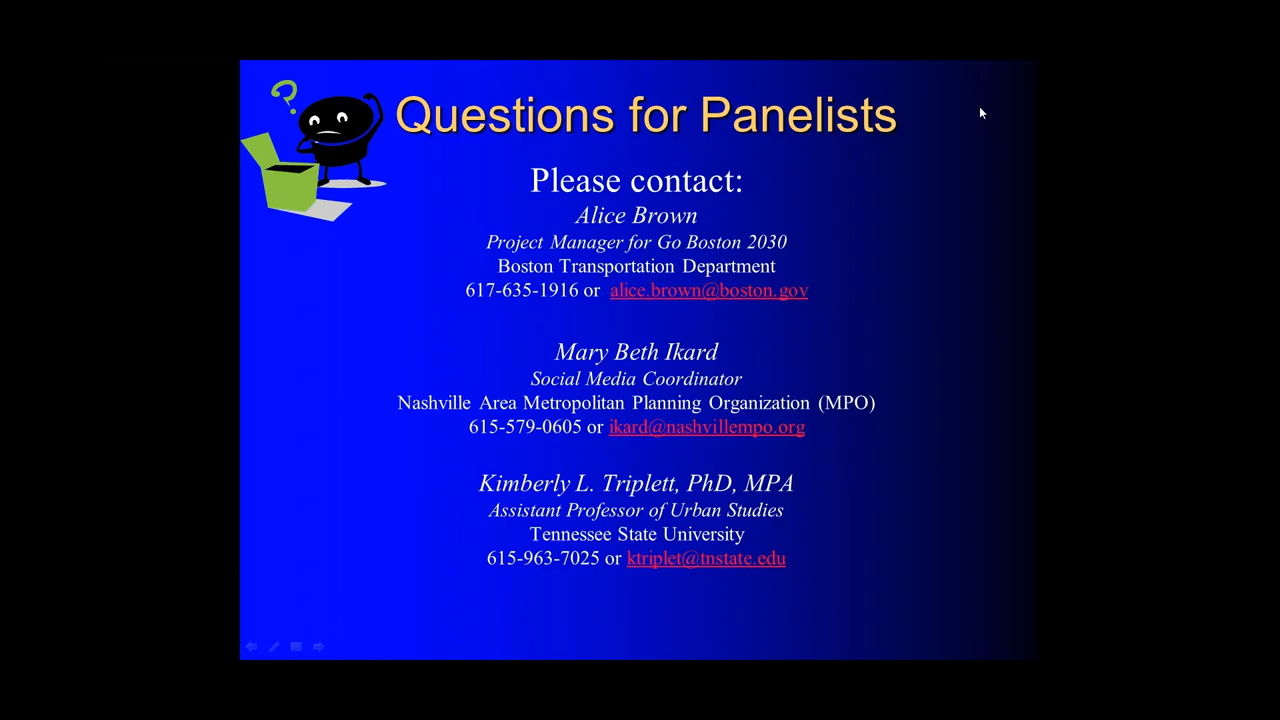 ?
Questions for Panelists
Please contact:
Alice Brown
Project Manager for Go Boston 2030
Boston Transportation Department
617-635-1916 or alice.brown@boston.gov
Mary Beth Ikard
Social Media Coordinator
Nashville Area Metropolitan Planning Organization (MPO)
615-579-0605 or ikard@nashvillempo.org
Kimberly L. Triplett, PhD, MPA
Assistant Professor of Urban Studies
Tennessee State University
615-963-7025 or ktriplet@tnstate.edu